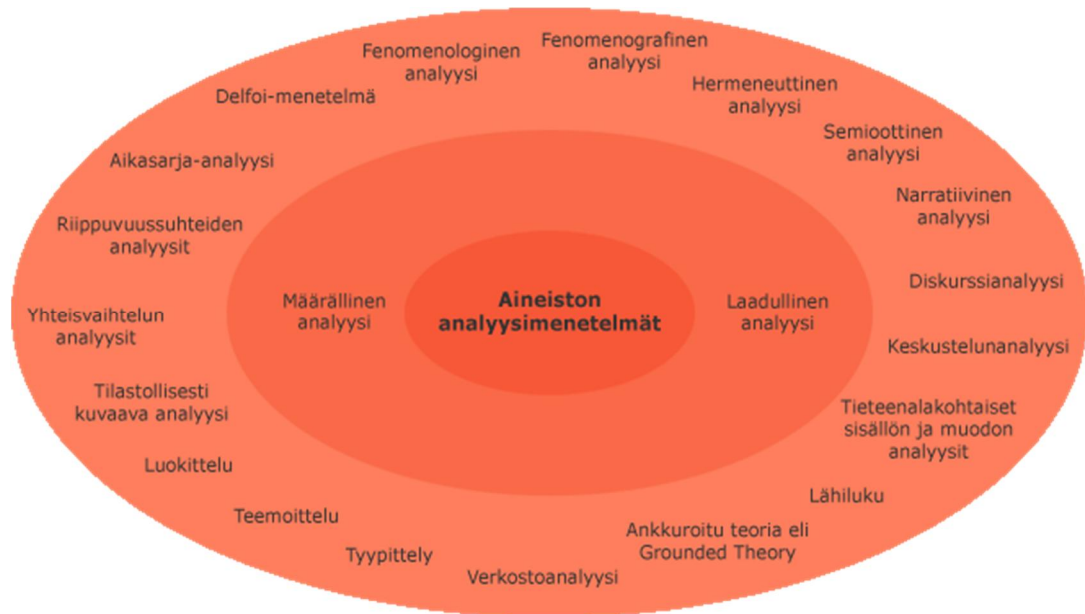 Fenomenologinen
analyysi
Fenomenografinen
analyysi
Hermeneuttinen
analyysi
Semioottinen
analyysi
Narratiivinen
analyysi
Diskurssianalyysi
Keskustelunanalyysi
Tieteenalakohtaiset
sisällön ja muodon
analyysit
Lähiluku
Ankkuroitu teoria eli
Grounded Theory
Verkostoanalyysi
Tyypittely
Teemoittelu
Luokittelu
Tilastollisesti
kuvaava analyysi
Yhteisvaihtelun
analyysit
Riippuvuussuhteiden
analyysit
Aikasarja-analyysi
Delfoi-menetelmä
Määrällinen
analyysi
Aineiston
analyysimenetelmät
Laadullinen
analyysi